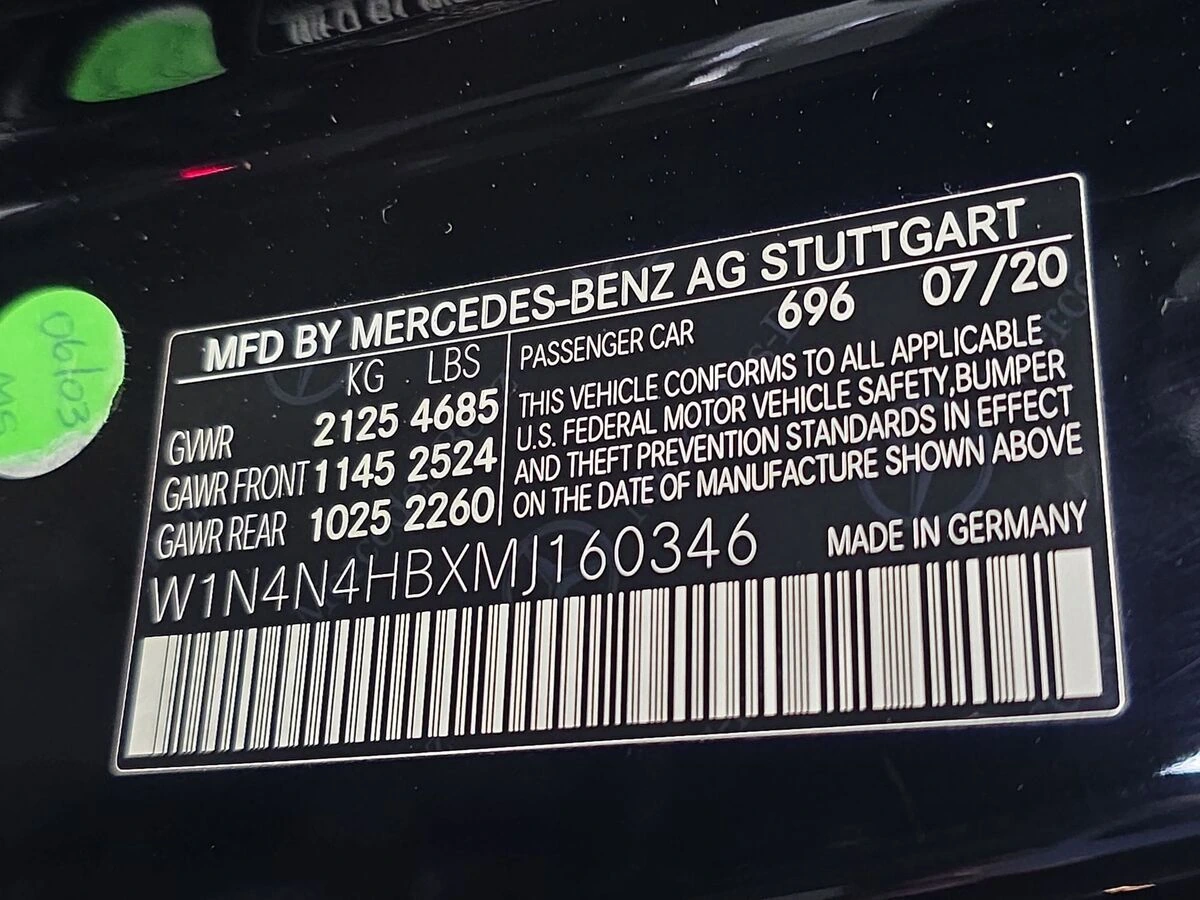 MFD BY MERCEDES-BENZ AG STUTTGART
KG LBS
GVWR 2125 4685
GAWR FRONT 1145 2524
GAWR REAR 1025 2260
PASSENGER CAR 696 07/20
THIS VEHICLE CONFORMS TO ALL APPLICABLE
U.S. FEDERAL MOTOR VEHICLE SAFETY,BUMPER
AND THEFT PREVENTION STANDARDS IN EFFECT
ON THE DATE OF MANUFACTURE SHOWN ABOVE
W1N4N4HBXMJ160346
MADE IN GERMANY